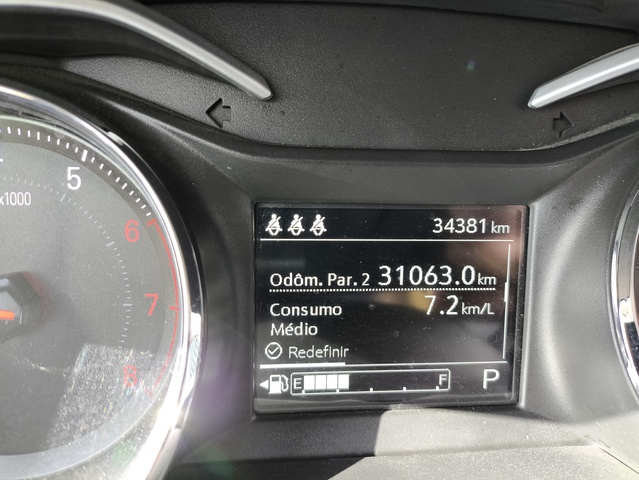 5
x1000
6
7
8
34381 km
Odôm. Par. 2 31063.0 km
Consumo 7.2 km/L
Médio
Redefinir
E F P